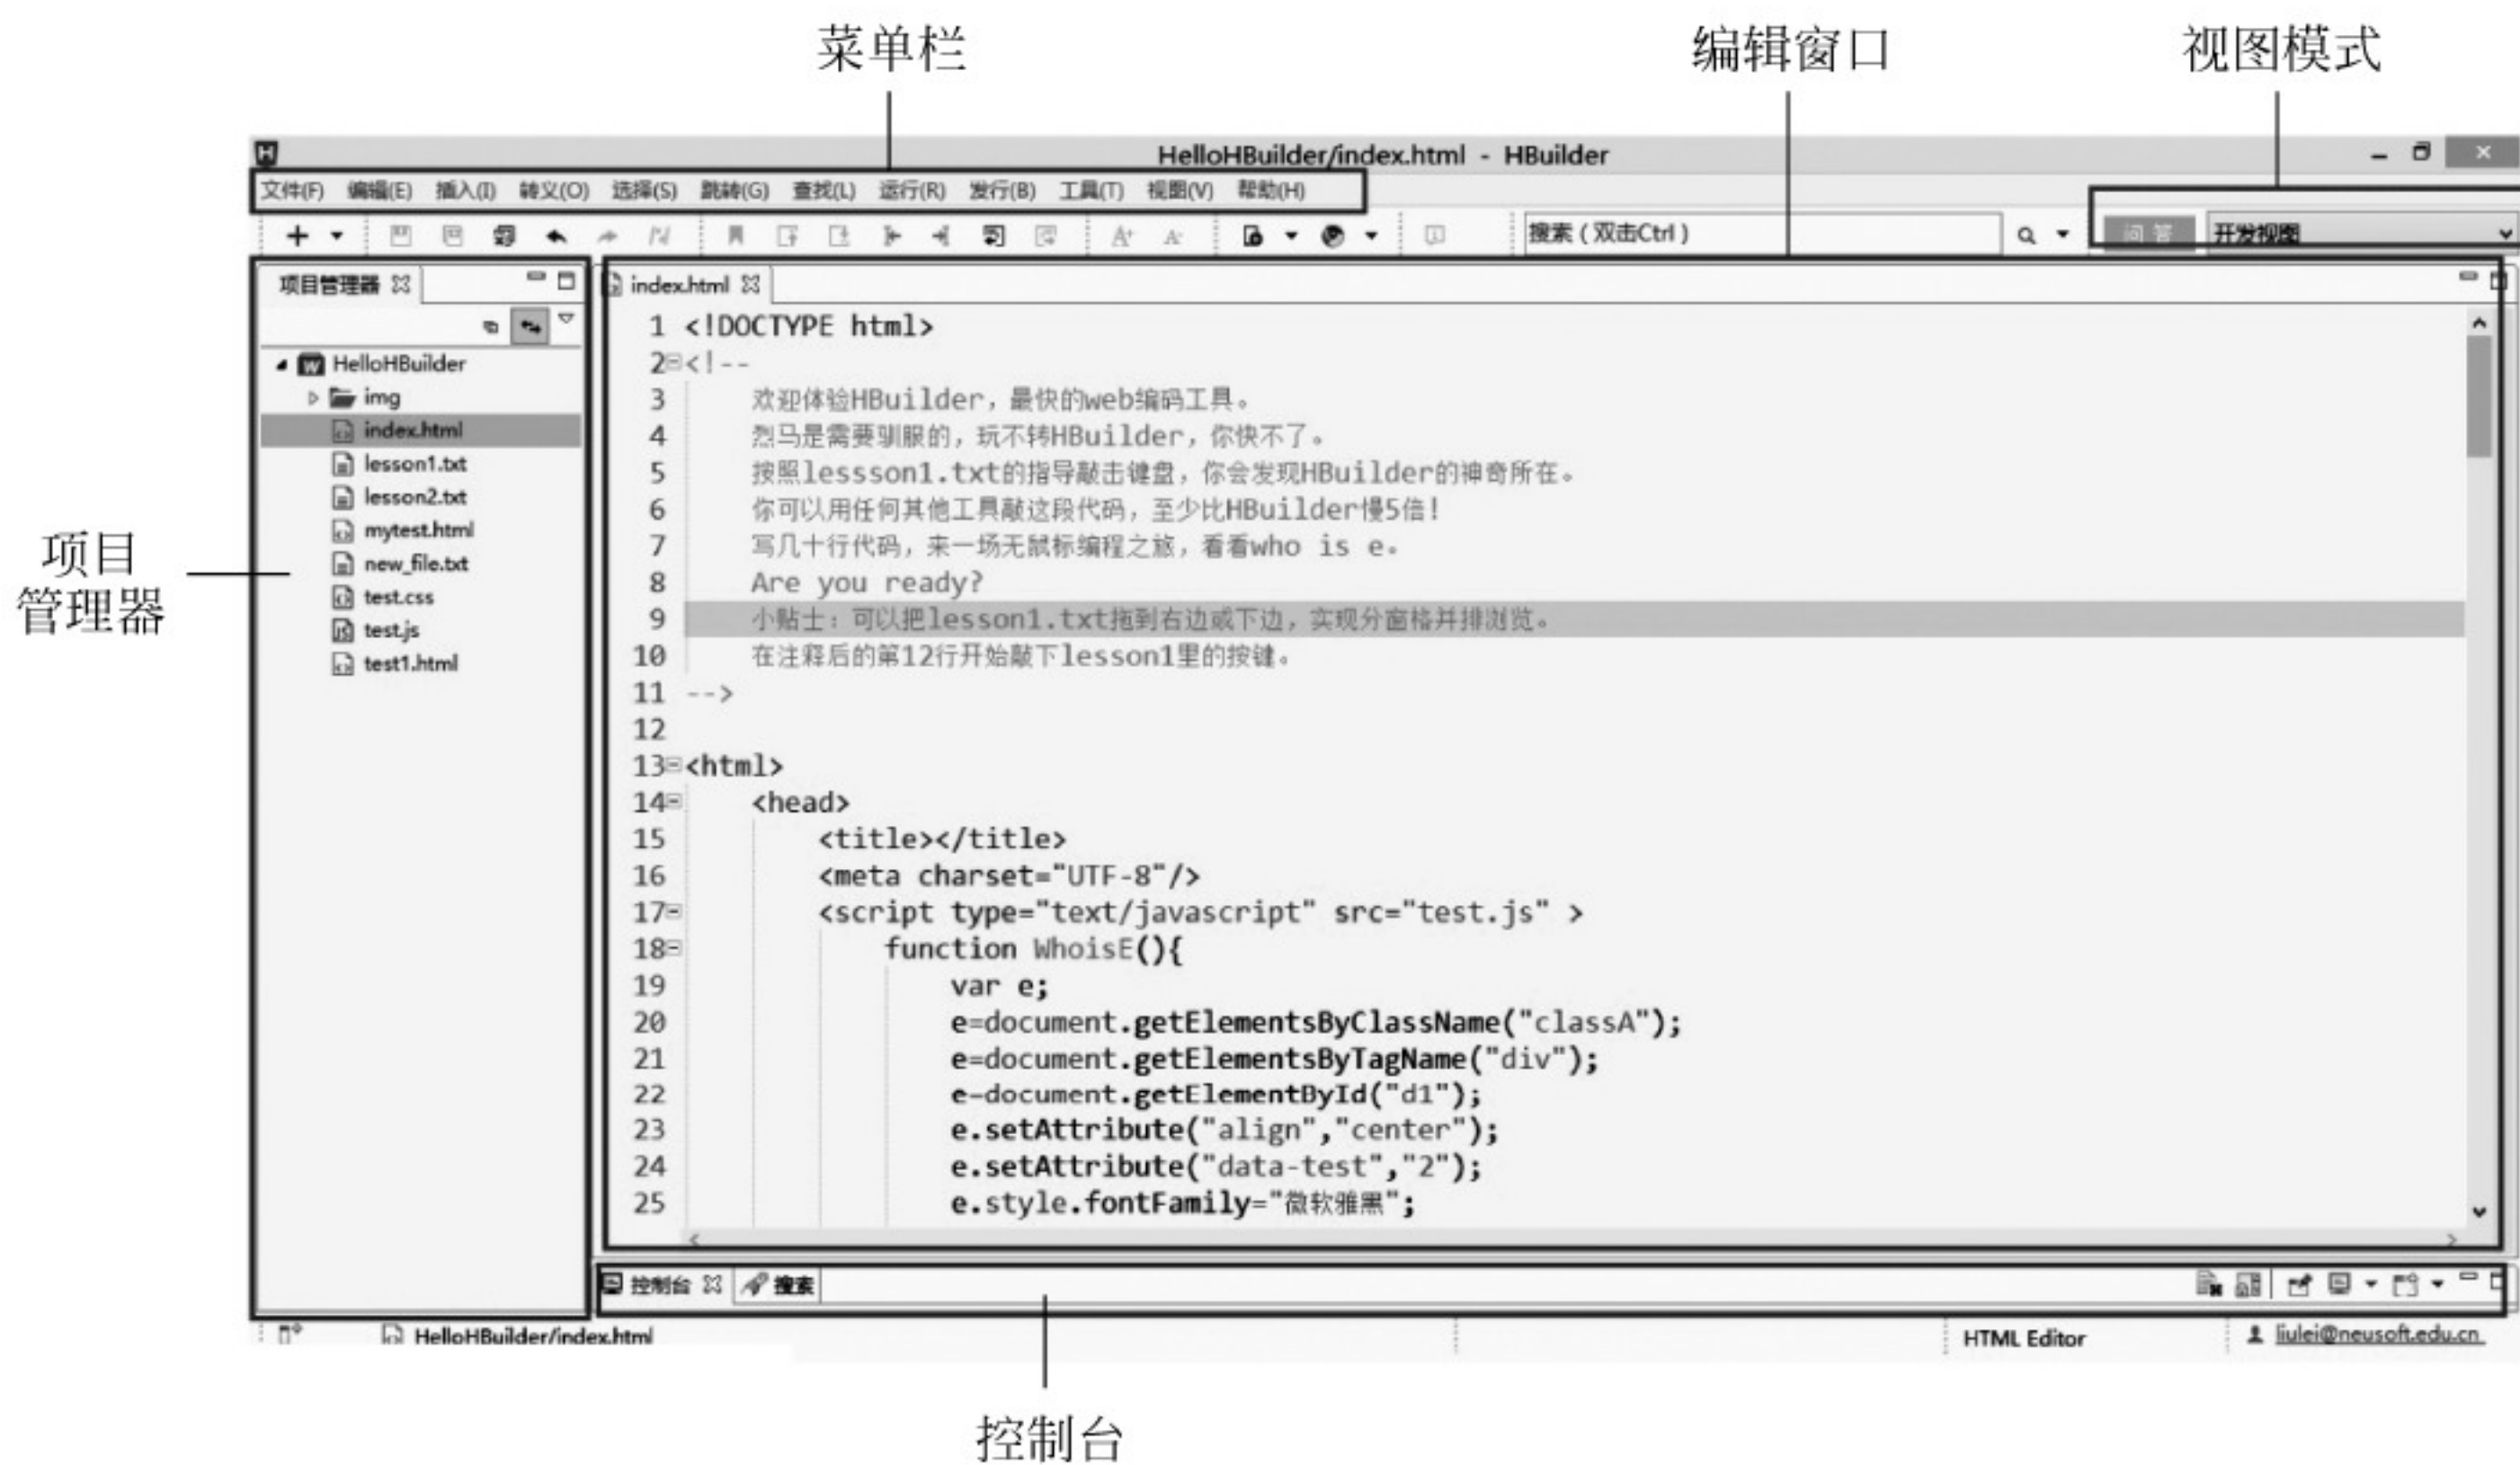 菜单栏
编辑窗口
视图模式
HelloHBuilder/index.html - HBuilder
文件(F) 编辑(E) 插入(I) 转义(O) 选择(S) 跳转(G) 查找(L) 运行(R) 发行(B) 工具(T) 视图(V) 帮助(H)
搜索（双击Ctrl）
问答
开发视图
项目管理器
HelloHBuilder
img
index.html
lesson1.txt
lesson2.txt
mytest.html
new_file.txt
test.css
test.js
test1.html
项目
管理器
index.html
1 <!DOCTYPE html>
2 <!--
3 欢迎体验HBuilder，最快的web编码工具。
4 烈马是需要驯服的，玩不转HBuilder，你快不了。
5 按照lessson1.txt的指导敲击键盘，你会发现HBuilder的神奇所在。
6 你可以用任何其他工具敲这段代码，至少比HBuilder慢5倍！
7 写几十行代码，来一场无鼠标编程之旅，看看who is e。
8 Are you ready?
9 小贴士：可以把lesson1.txt拖到右边或下边，实现分窗格并排浏览。
10 在注释后的第12行开始敲下lesson1里的按键。
11 -->
12
13 <html>
14 <head>
15 <title></title>
16 <meta charset="UTF-8"/>
17 <script type="text/javascript" src="test.js" >
18 function WhoisE(){
19 var e;
20 e=document.getElementsByClassName("classA");
21 e=document.getElementsByTagName("div");
22 e=document.getElementById("d1");
23 e.setAttribute("align","center");
24 e.setAttribute("data-test","2");
25 e.style.fontFamily="微软雅黑";
控制台 搜索
HelloHBuilder/index.html
HTML Editor
liulei@neusoft.edu.cn
控制台